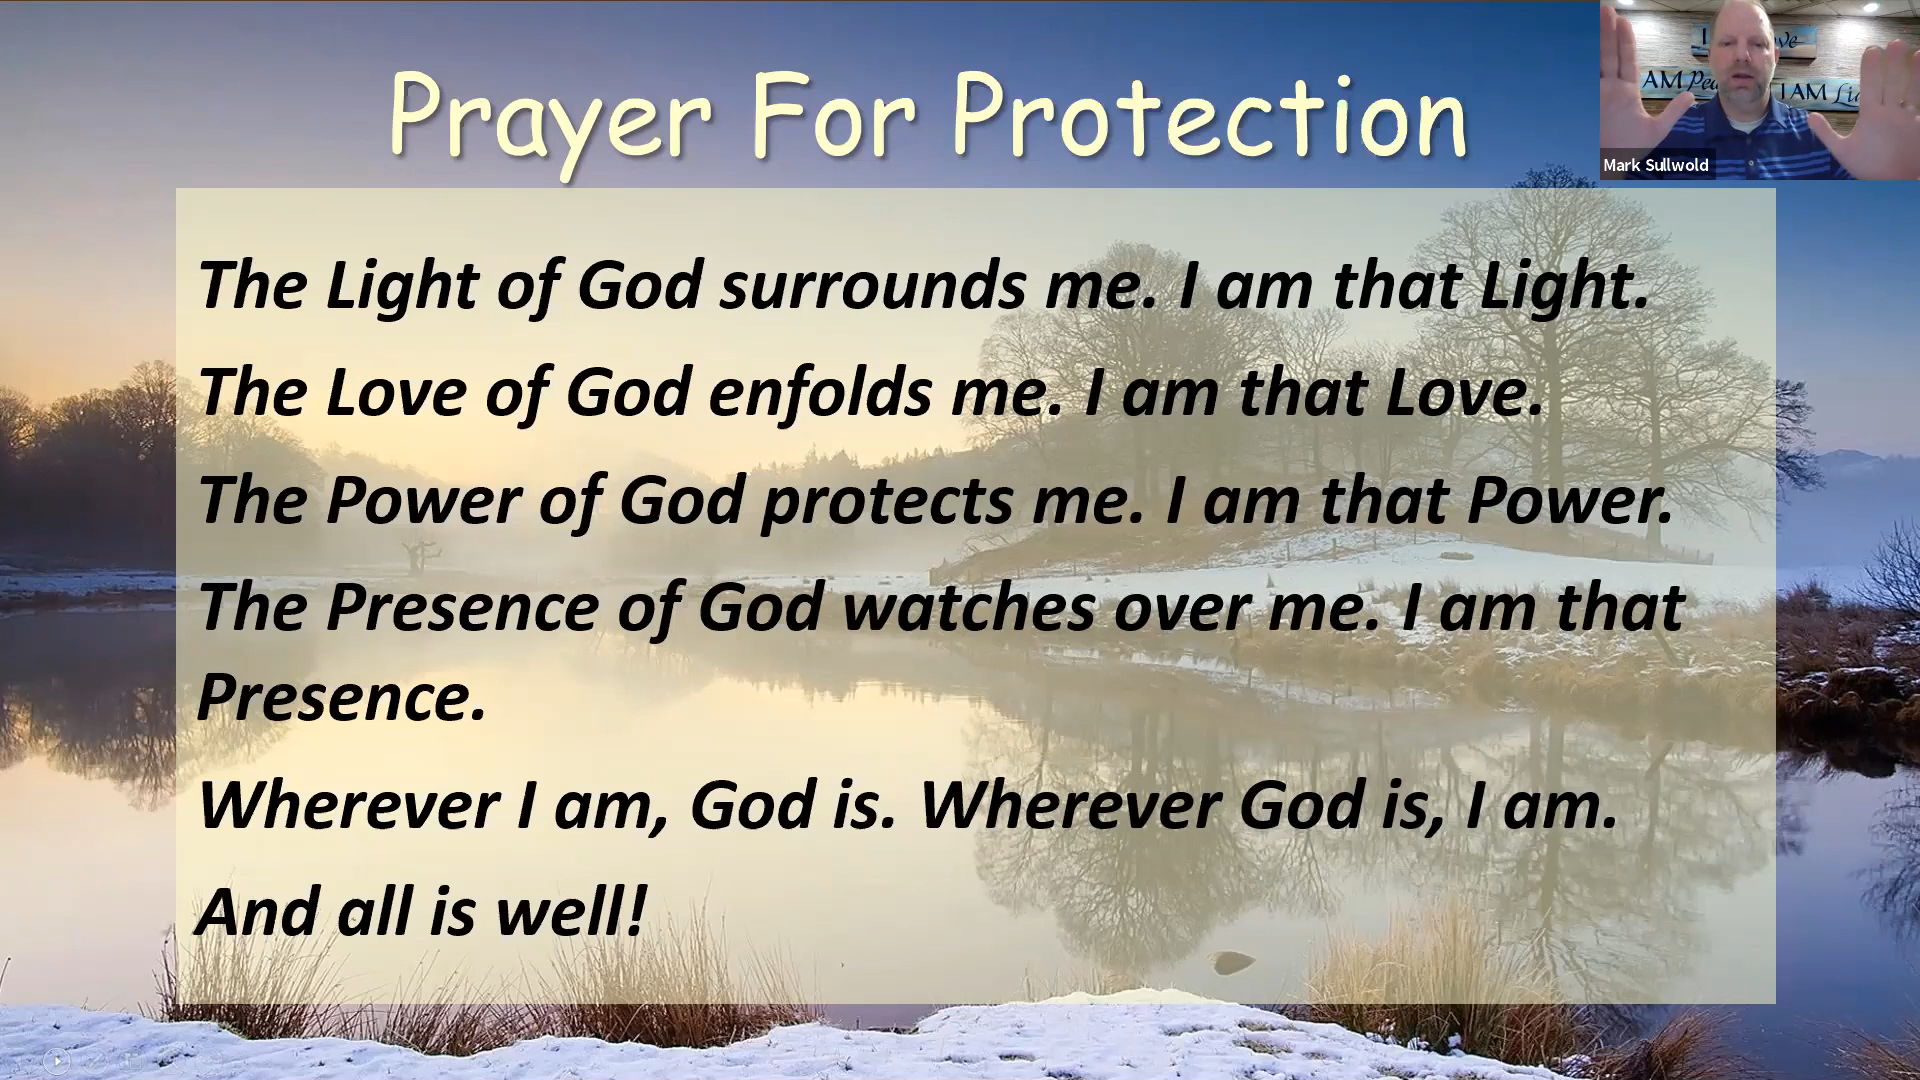 Prayer For Protection
The Light of God surrounds me. I am that Light.
The Love of God enfolds me. I am that Love.
The Power of God protects me. I am that Power.
The Presence of God watches over me. I am that
Presence.
Wherever I am, God is. Wherever God is, I am.
And all is well!
I
AM
I AM
Mark Sullwold